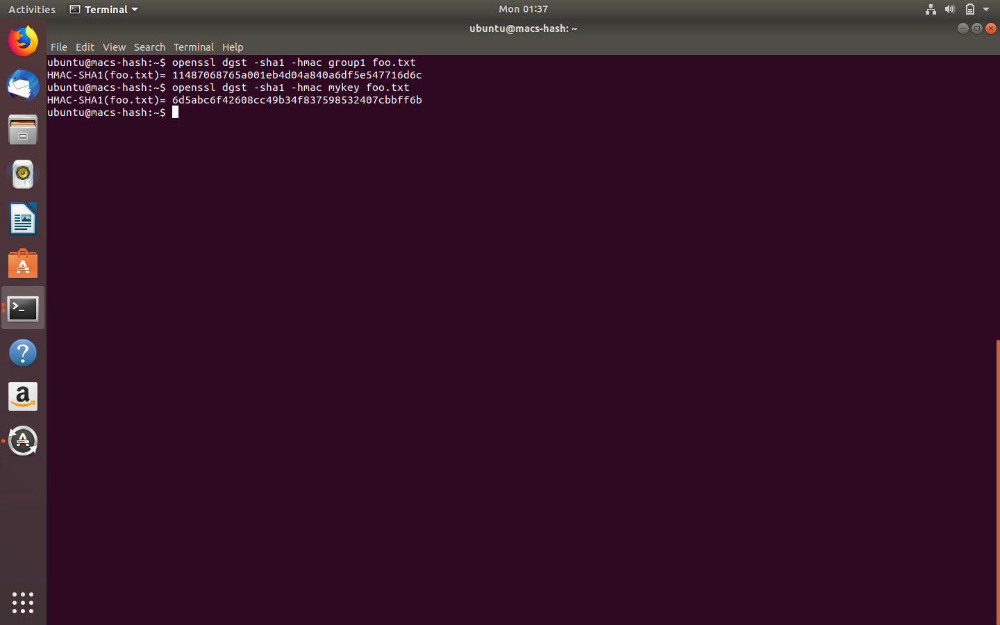 Activities Terminal Mon 01:37
ubuntu@macs-hash: ~
File Edit View Search Terminal Help
ubuntu@macs-hash:~$ openssl dgst -sha1 -hmac group1 foo.txt
HMAC-SHA1(foo.txt)= 11487068765a001eb4d04a840a6df5e547716d6c
ubuntu@macs-hash:~$ openssl dgst -sha1 -hmac mykey foo.txt
HMAC-SHA1(foo.txt)= 6d5abc6f42608cc49b34f837598532407cbbff6b
ubuntu@macs-hash:~$